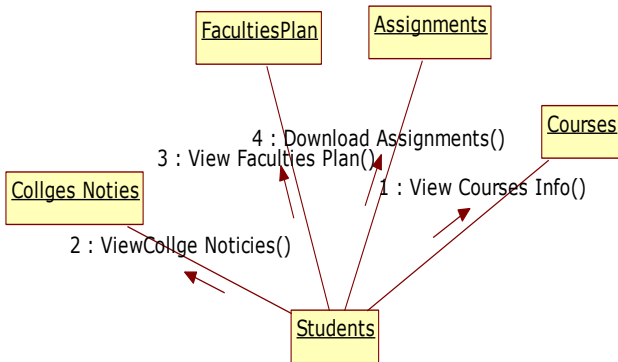 FacultiesPlan
Assignments
Courses
4 : Download Assignments()
3 : View Faculties Plan()
1 : View Courses Info()
Collges Noties
2 : ViewCollge Noticies()
Students